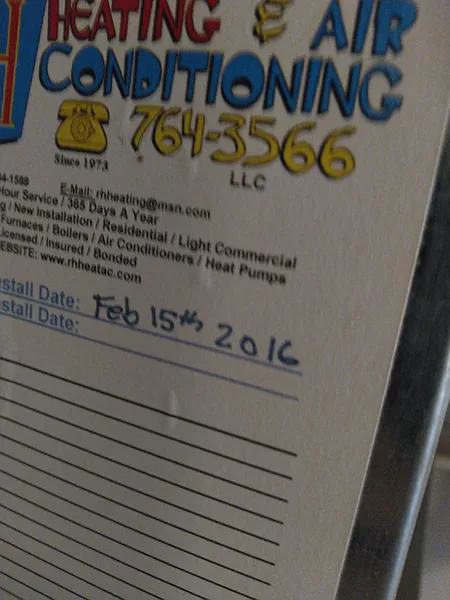 H
HEATING & AIR
CONDITIONING
764-3566
Since 1973
LLC
4-1588
E-Mail: rhheating@msn.com
Hour Service / 365 Days A Year
g / New Installation / Residential / Light Commercial
Furnaces / Boilers / Air Conditioners / Heat Pumps
Licensed / Insured / Bonded
EBSITE: www.rhheatac.com
stall Date: Feb 15th 2016
stall Date: